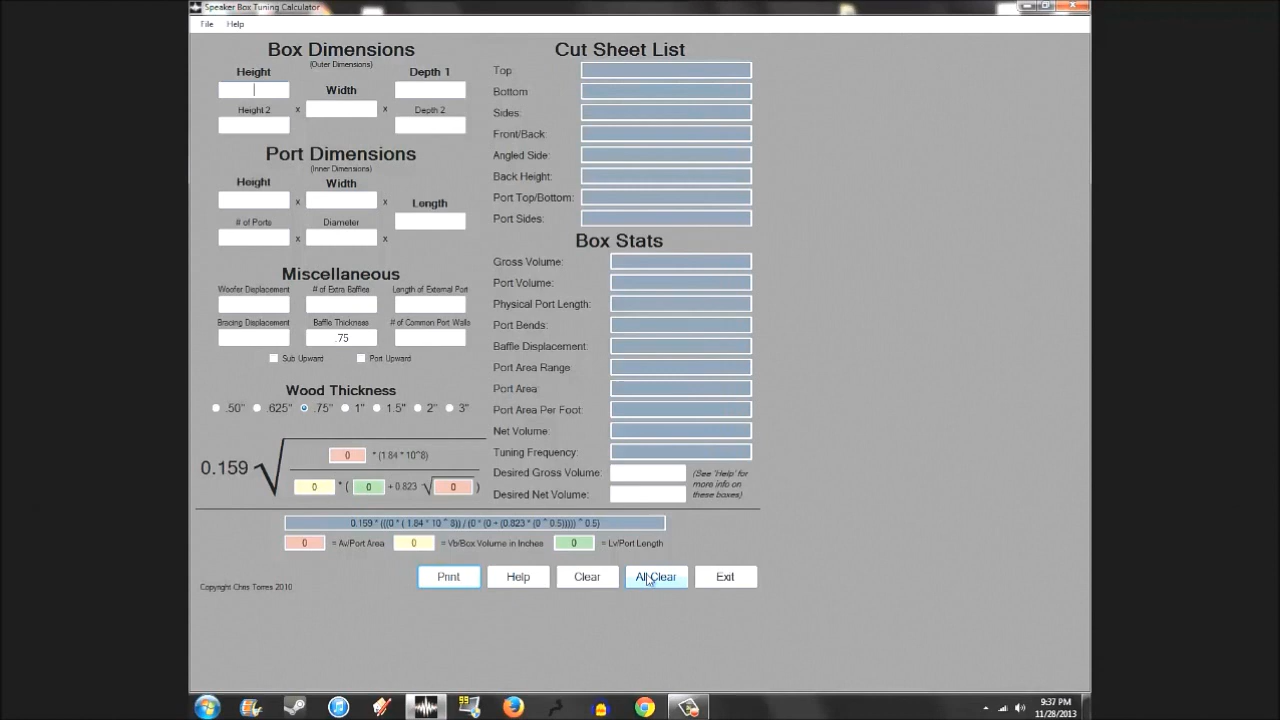 Speaker Box Tuning Calculator
File Help
Box Dimensions
(Outer Dimensions)
Height
Width
Depth 1
x
x
Height 2
Depth 2
Port Dimensions
(Inner Dimensions)
Height
Width
Length
x
x
# of Ports
Diameter
x
x
Miscellaneous
Woofer Displacement
# of Extra Baffles
Length of External Port
Bracing Displacement
Baffle Thickness
# of Common Port Walls
.75
Sub Upward
Port Upward
Wood Thickness
.50" .625" .75" 1" 1.5" 2" 3"
Cut Sheet List
Top:
Bottom
Sides:
Front/Back:
Angled Side:
Back Height:
Port Top/Bottom:
Port Sides:
Box Stats
Gross Volume:
Port Volume:
Physical Port Length:
Port Bends:
Baffle Displacement:
Port Area Range
Port Area:
Port Area Per Foot:
Net Volume:
Tuning Frequency:
Desired Gross Volume:
Desired Net Volume:
(See 'Help' for
more info on
these boxes)
0.159 √
0 * (1.84 * 10^8)
0 * ( 0 + 0.823 √ 0 )
0.159 * (((0 * ( 1.84 * 10 ^ 8)) / (0 * (0 + (0.823 * (0 ^ 0.5))))) ^ 0.5)
0 = Av/Port Area 0 = Vb/Box Volume in Inches 0 = Lv/Port Length
Print Help Clear All Clear Exit
Copyright Ches Torres 2010
9:37 PM
11/28/2013